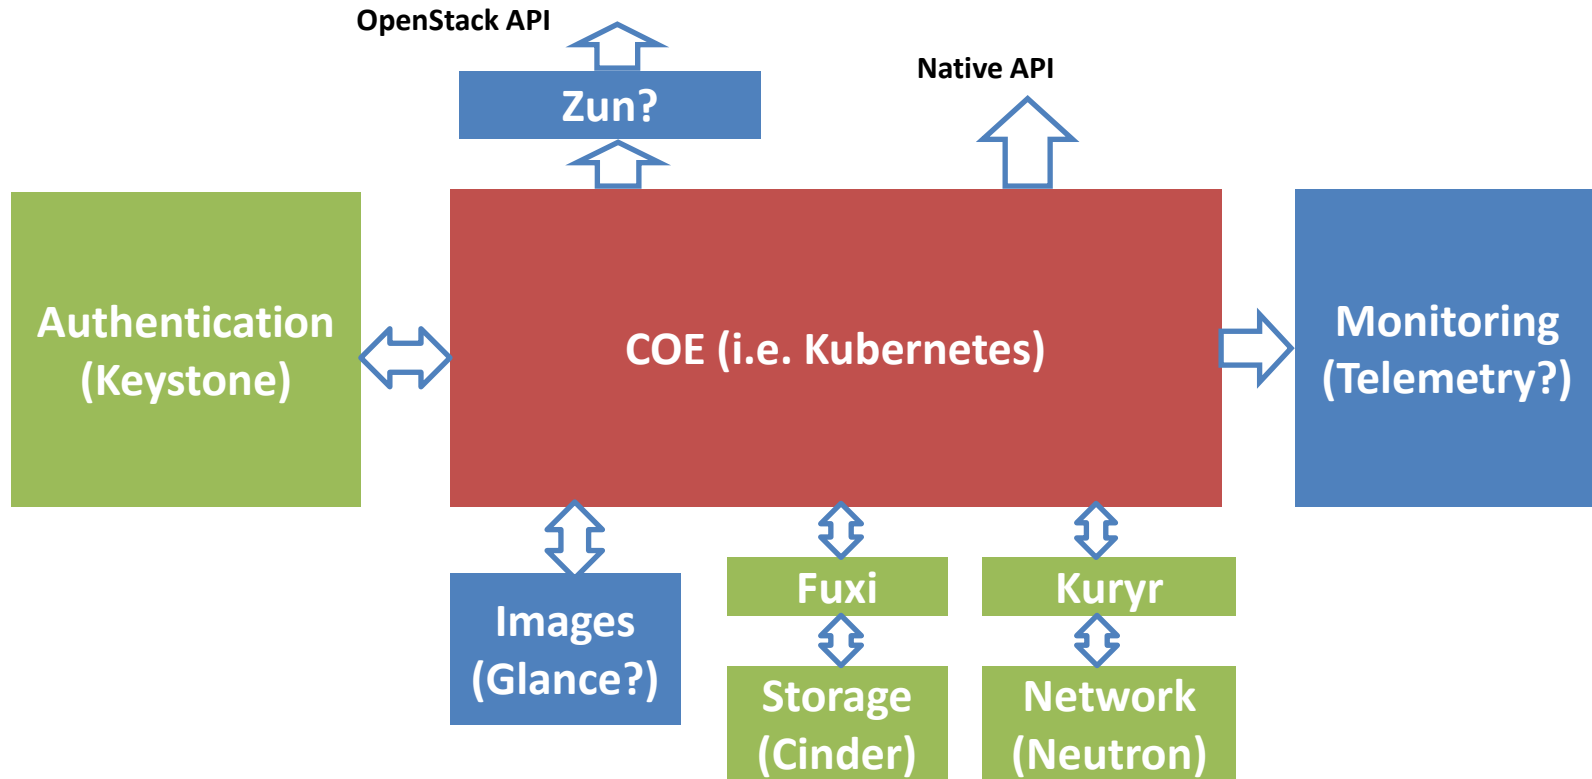 OpenStack API
Native API
Zun?
Authentication
(Keystone)
COE (i.e. Kubernetes)
Monitoring
(Telemetry?)
Images
(Glance?)
Fuxi
Kuryr
Storage
(Cinder)
Network
(Neutron)